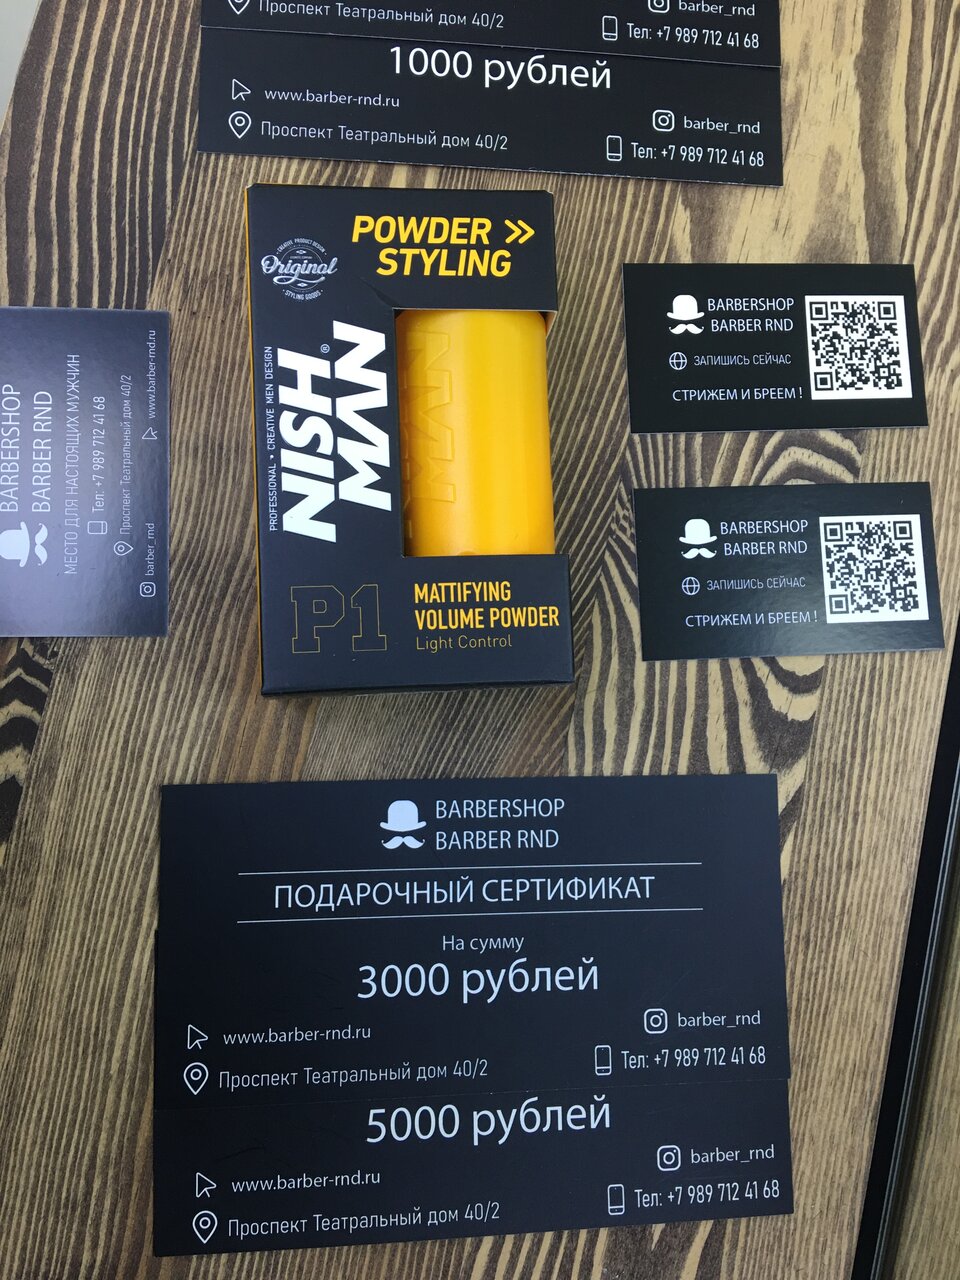 Проспект Театральный дом 40/2
barber_rnd
Тел: +7 989 712 41 68
1000 рублей
www.barber-rnd.ru
Проспект Театральный дом 40/2
barber_rnd
Тел: +7 989 712 41 68
POWDER >>
STYLING
CREATIVE PRODUCT DESIGN
Original
STYLING GOODS
PROFESSIONAL • CREATIVE MEN DESIGN
NISH
MAN®
P1
MATTIFYING
VOLUME POWDER
Light Control
BARBERSHOP
BARBER RND
МЕСТО ДЛЯ НАСТОЯЩИХ МУЖЧИН
Тел: +7 989 712 41 68
Проспект Театральный дом 40/2
barber_rnd
www.barber-rnd.ru
BARBERSHOP
BARBER RND
ЗАПИШИСЬ СЕЙЧАС
СТРИЖЕМ И БРЕЕМ !
BARBERSHOP
BARBER RND
ЗАПИШИСЬ СЕЙЧАС
СТРИЖЕМ И БРЕЕМ !
BARBERSHOP
BARBER RND
ПОДАРОЧНЫЙ СЕРТИФИКАТ
На сумму
3000 рублей
www.barber-rnd.ru
barber_rnd
Проспект Театральный дом 40/2
Тел: +7 989 712 41 68
5000 рублей
www.barber-rnd.ru
barber_rnd
Проспект Театральный дом 40/2
Тел: +7 989 712 41 68